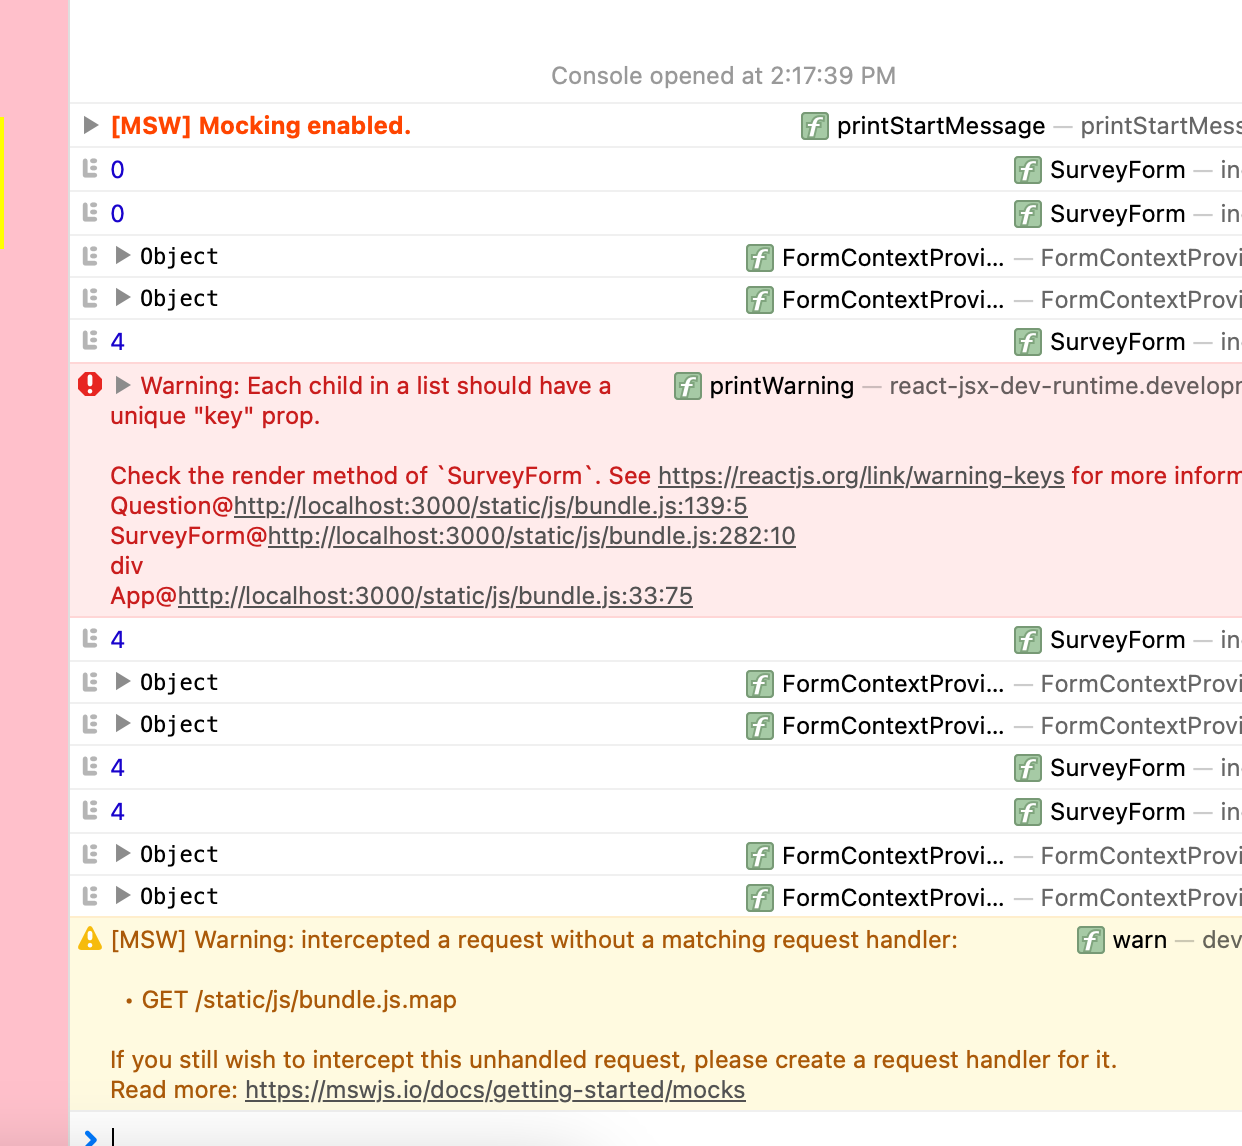 Console opened at 2:17:39 PM
[MSW] Mocking enabled. f printStartMessage — printStartMess
0 f SurveyForm — in
0 f SurveyForm — in
Object f FormContextProvi... — FormContextProvi
Object f FormContextProvi... — FormContextProvi
4 f SurveyForm — in
Warning: Each child in a list should have a f printWarning — react-jsx-dev-runtime.developm
unique "key" prop.
Check the render method of `SurveyForm`. See https://reactjs.org/link/warning-keys for more inform
Question@http://localhost:3000/static/js/bundle.js:139:5
SurveyForm@http://localhost:3000/static/js/bundle.js:282:10
div
App@http://localhost:3000/static/js/bundle.js:33:75
4 f SurveyForm — in
Object f FormContextProvi... — FormContextProvi
Object f FormContextProvi... — FormContextProvi
4 f SurveyForm — in
4 f SurveyForm — in
Object f FormContextProvi... — FormContextProvi
Object f FormContextProvi... — FormContextProvi
[MSW] Warning: intercepted a request without a matching request handler: f warn — dev
• GET /static/js/bundle.js.map
If you still wish to intercept this unhandled request, please create a request handler for it.
Read more: https://mswjs.io/docs/getting-started/mocks